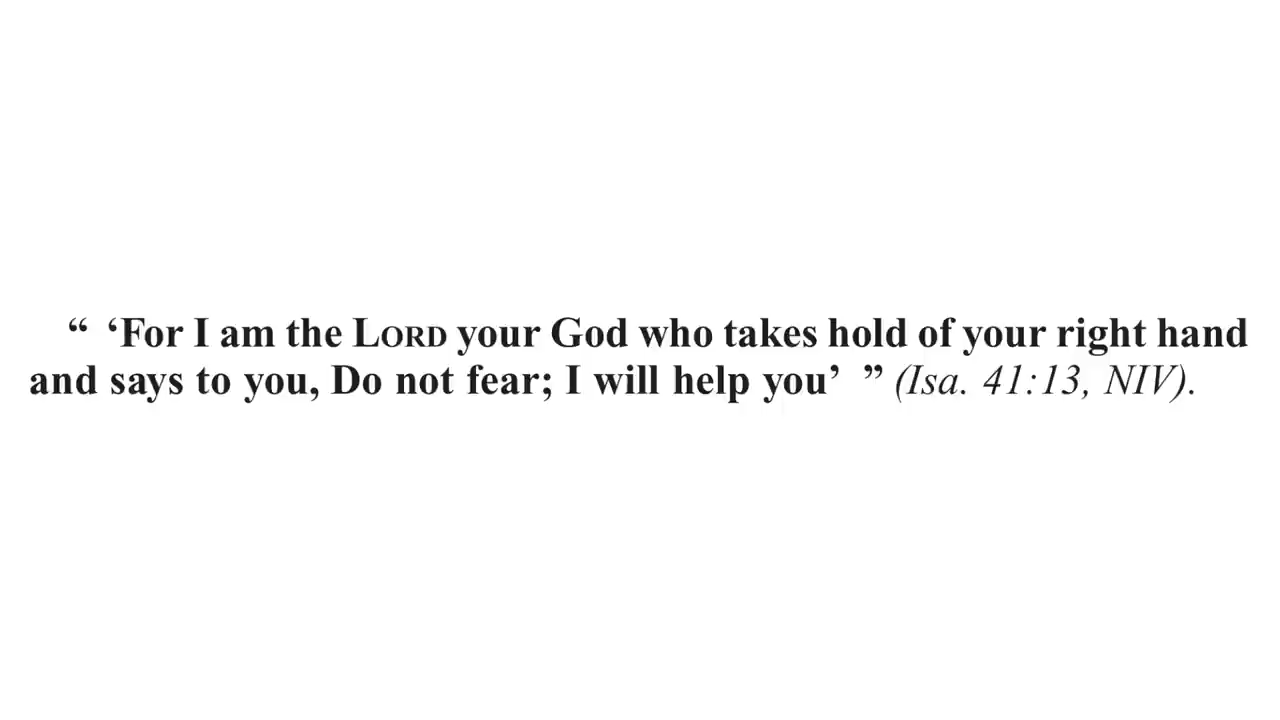 “ ‘For I am the LORD your God who takes hold of your right hand
and says to you, Do not fear; I will help you’ ” (Isa. 41:13, NIV).